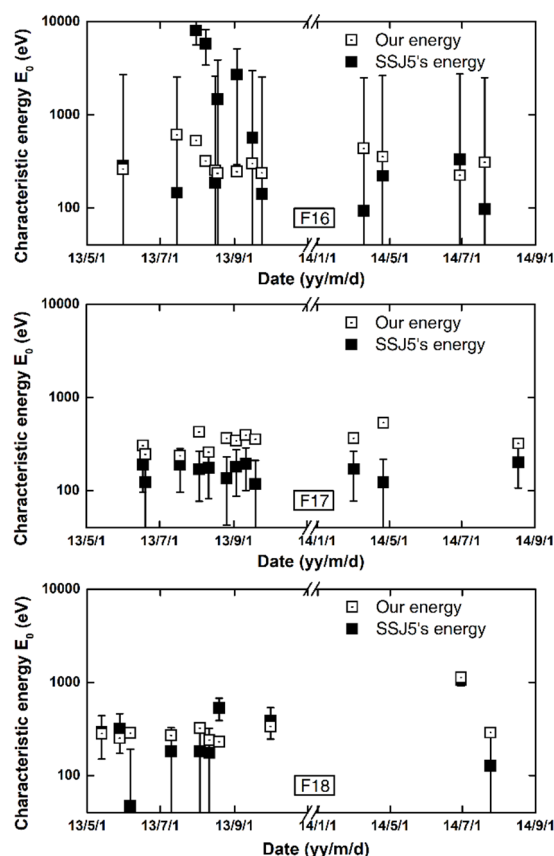 Characteristic energy E0 (eV)
10000
1000
100
Our energy
SSJ5's energy
F16
13/5/1 13/7/1 13/9/1 14/1/1 14/5/1 14/7/1 14/9/1
Date (yy/m/d)
Characteristic energy E0 (eV)
10000
1000
100
Our energy
SSJ5's energy
F17
13/5/1 13/7/1 13/9/1 14/1/1 14/5/1 14/7/1 14/9/1
Date (yy/m/d)
Characteristic energy E0 (eV)
10000
1000
100
Our energy
SSJ5's energy
F18
13/5/1 13/7/1 13/9/1 14/1/1 14/5/1 14/7/1 14/9/1
Date (yy/m/d)